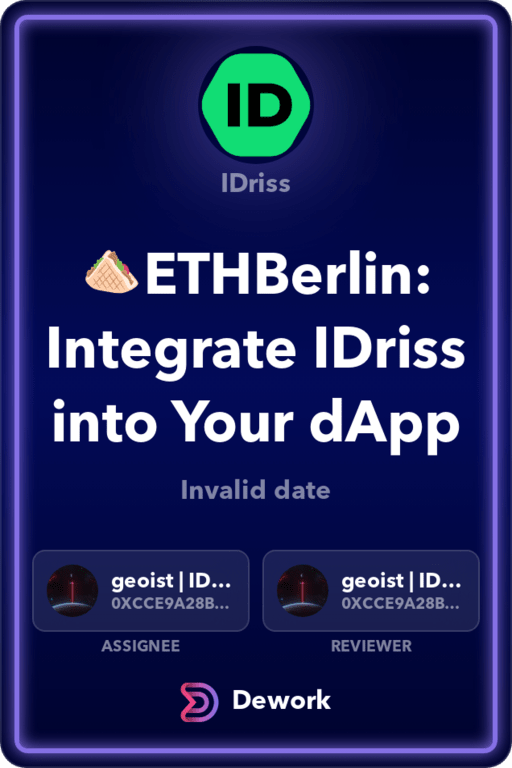 ID
IDriss
🥙ETHBerlin:
Integrate IDriss
into Your dApp
Invalid date
geoist | ID...
0XCCE9A28B...
geoist | ID...
0XCCE9A28B...
ASSIGNEE
REVIEWER
Dework